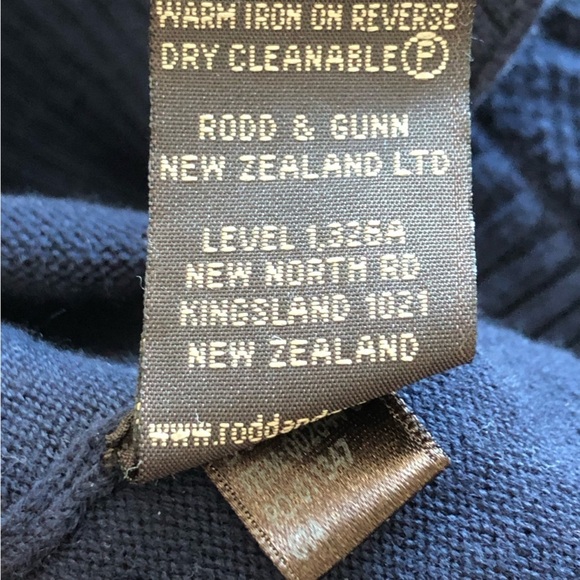 WARM IRON ON REVERSE
DRY CLEANABLE P
RODD & GUNN
NEW ZEALAND LTD
LEVEL 1,336A
NEW NORTH RD
KINGSLAND 1021
NEW ZEALAND